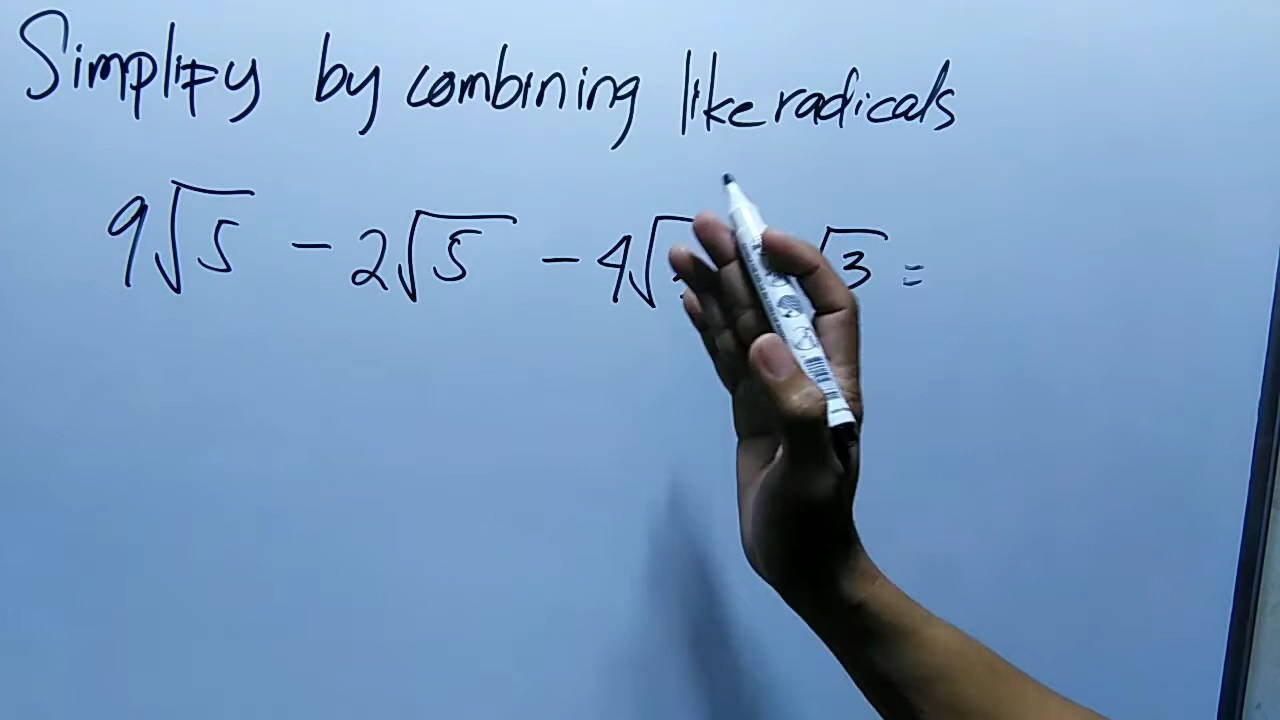 Simplify by combining like radicals
9√5 - 2√5 - 4√ √3 =